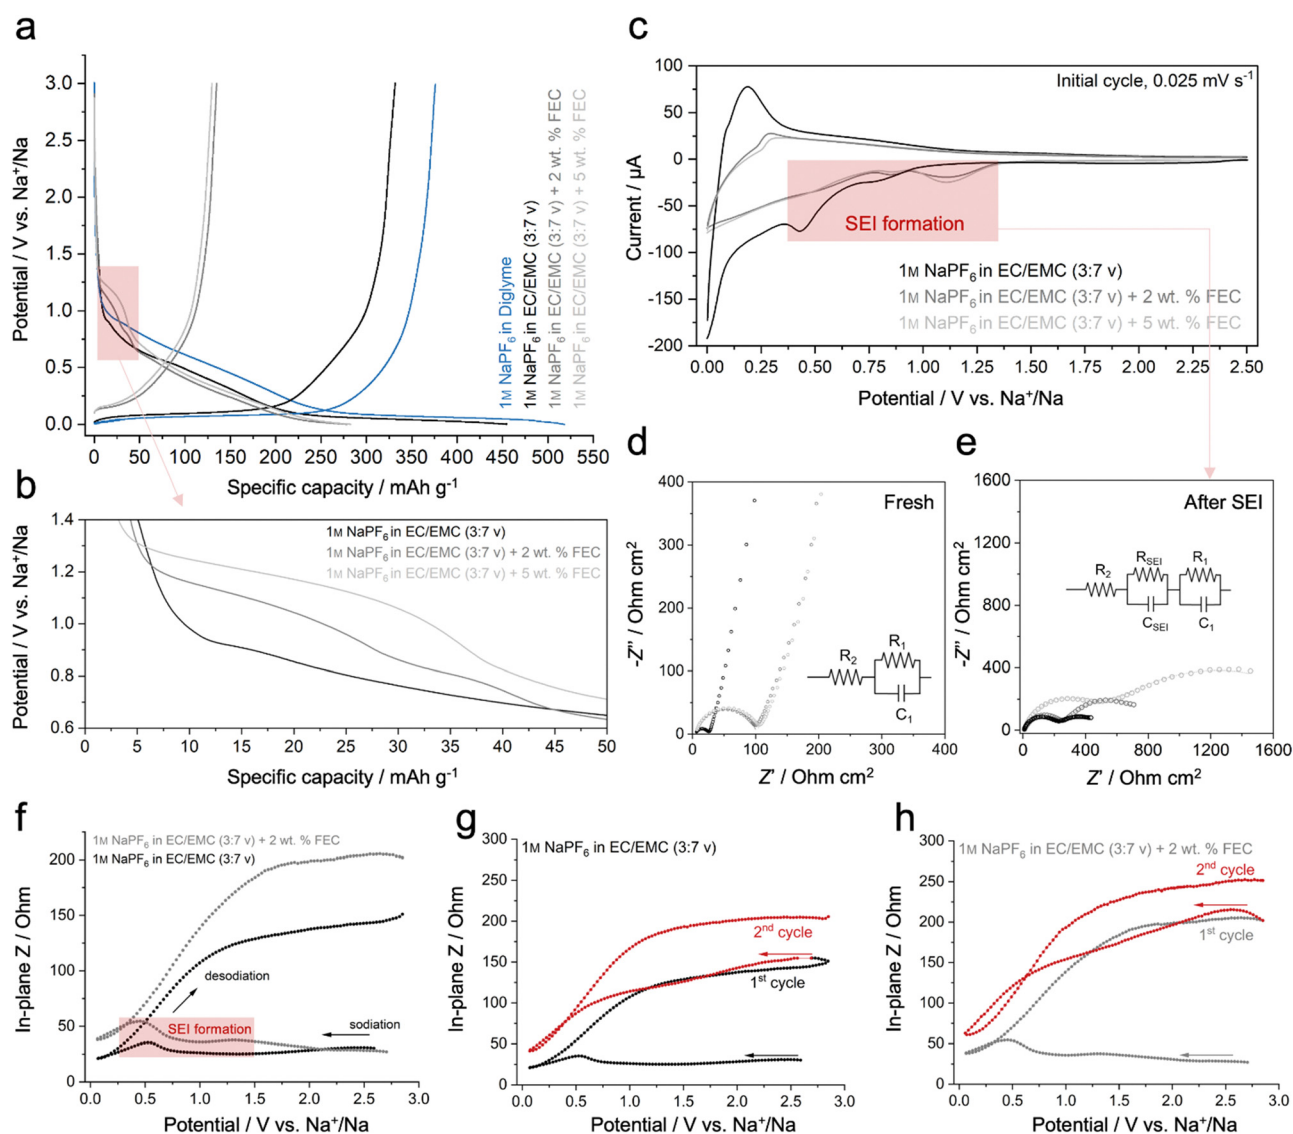 a
Potential / V vs. Na⁺/Na
3.0
2.5
2.0
1.5
1.0
0.5
0.0
0 50 100 150 200 250 300 350 400 450 500 550
Specific capacity / mAh g⁻¹
1M NaPF₆ in Diglyme
1M NaPF₆ in EC/EMC (3:7 v)
1M NaPF₆ in EC/EMC (3:7 v) + 2 wt. % FEC
1M NaPF₆ in EC/EMC (3:7 v) + 5 wt. % FEC
b
Potential / V vs. Na⁺/Na
1.4
1.2
1.0
0.8
0.6
0 5 10 15 20 25 30 35 40 45 50
Specific capacity / mAh g⁻¹
1M NaPF₆ in EC/EMC (3:7 v)
1M NaPF₆ in EC/EMC (3:7 v) + 2 wt. % FEC
1M NaPF₆ in EC/EMC (3:7 v) + 5 wt. % FEC
c
Current / µA
100
50
0
-50
-100
-150
-200
0.00 0.25 0.50 0.75 1.00 1.25 1.50 1.75 2.00 2.25 2.50
Potential / V vs. Na⁺/Na
Initial cycle, 0.025 mV s⁻¹
SEI formation
1M NaPF₆ in EC/EMC (3:7 v)
1M NaPF₆ in EC/EMC (3:7 v) + 2 wt. % FEC
1M NaPF₆ in EC/EMC (3:7 v) + 5 wt. % FEC
d
-Z'' / Ohm cm²
400
300
200
100
0
0 100 200 300 400
Z' / Ohm cm²
Fresh
R₂
R₁
C₁
e
-Z'' / Ohm cm²
1600
1200
800
400
0
0 400 800 1200 1600
Z' / Ohm cm²
After SEI
R₂
R_SEI
R₁
C_SEI
C₁
f
In-plane Z / Ohm
200
150
100
50
0
0.0 0.5 1.0 1.5 2.0 2.5 3.0
Potential / V vs. Na⁺/Na
1M NaPF₆ in EC/EMC (3:7 v) + 2 wt. % FEC
1M NaPF₆ in EC/EMC (3:7 v)
desodiation
SEI formation
sodiation
g
In-plane Z / Ohm
300
250
200
150
100
50
0
0.0 0.5 1.0 1.5 2.0 2.5 3.0
Potential / V vs. Na⁺/Na
1M NaPF₆ in EC/EMC (3:7 v)
2nd cycle
1st cycle
h
In-plane Z / Ohm
300
250
200
150
100
50
0
0.0 0.5 1.0 1.5 2.0 2.5 3.0
Potential / V vs. Na⁺/Na
1M NaPF₆ in EC/EMC (3:7 v) + 2 wt. % FEC
2nd cycle
1st cycle